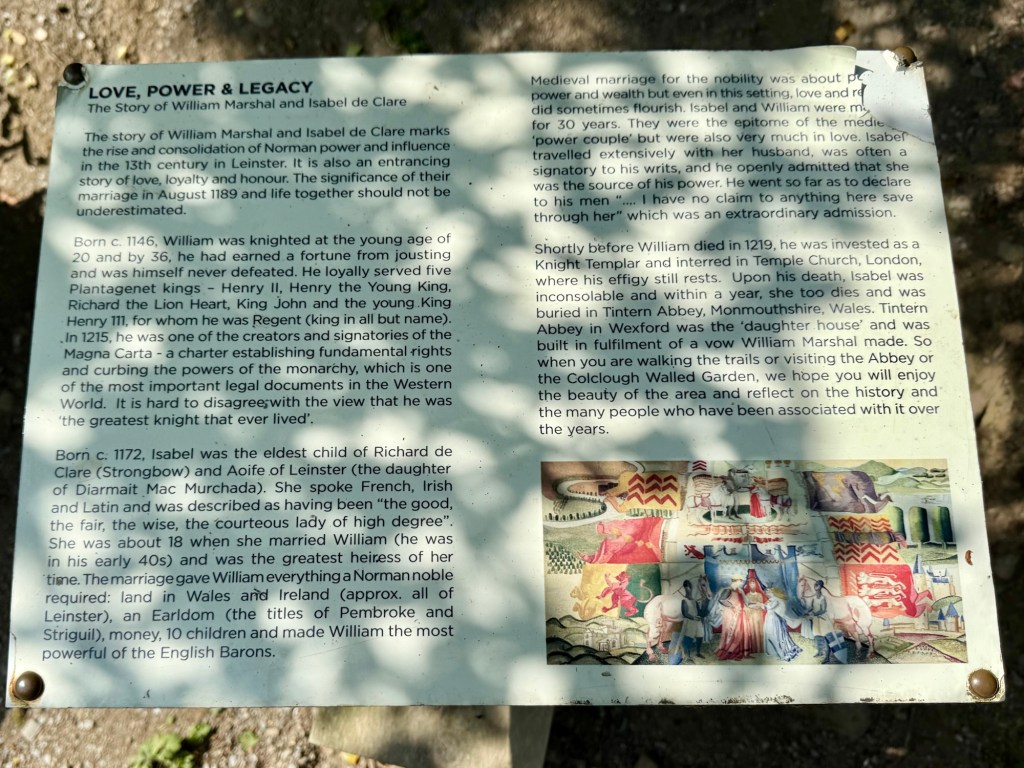 LOVE, POWER & LEGACY
The Story of William Marshal and Isabel de Clare
The story of William Marshal and Isabel de Clare marks
the rise and consolidation of Norman power and influence
in the 13th century in Leinster. It is also an entrancing
story of love, loyalty and honour. The significance of their
marriage in August 1189 and life together should not be
underestimated.
Born c. 1146, William was knighted at the young age of
20 and by 36, he had earned a fortune from jousting
and was himself never defeated. He loyally served five
Plantagenet kings – Henry II, Henry the Young King,
Richard the Lion Heart, King John and the young King
Henry 111, for whom he was Regent (king in all but name).
In 1215, he was one of the creators and signatories of the
Magna Carta - a charter establishing fundamental rights
and curbing the powers of the monarchy, which is one
of the most important legal documents in the Western
World. It is hard to disagree with the view that he was
‘the greatest knight that ever lived’.
Born c. 1172, Isabel was the eldest child of Richard de
Clare (Strongbow) and Aoife of Leinster (the daughter
of Diarmait Mac Murchada). She spoke French, Irish
and Latin and was described as having been “the good,
the fair, the wise, the courteous lady of high degree”.
She was about 18 when she married William (he was
in his early 40s) and was the greatest heiress of her
time. The marriage gave William everything a Norman noble
required: land in Wales and Ireland (approx. all of
Leinster), an Earldom (the titles of Pembroke and
Striguil), money, 10 children and made William the most
powerful of the English Barons.
Medieval marriage for the nobility was about
power and wealth but even in this setting, love and
did sometimes flourish. Isabel and William were
for 30 years. They were the epitome of the
‘power couple’ but were also very much in love. Isabel
travelled extensively with her husband, was often a
signatory to his writs, and he openly admitted that she
was the source of his power. He went so far as to declare
to his men “.... I have no claim to anything here save
through her” which was an extraordinary admission.
Shortly before William died in 1219, he was invested as a
Knight Templar and interred in Temple Church, London,
where his effigy still rests. Upon his death, Isabel was
inconsolable and within a year, she too dies and was
buried in Tintern Abbey, Monmouthshire, Wales. Tintern
Abbey in Wexford was the ‘daughter house’ and was
built in fulfilment of a vow William Marshal made. So
when you are walking the trails or visiting the Abbey or
the Colclough Walled Garden, we hope you will enjoy
the beauty of the area and reflect on the history and
the many people who have been associated with it over
the years.